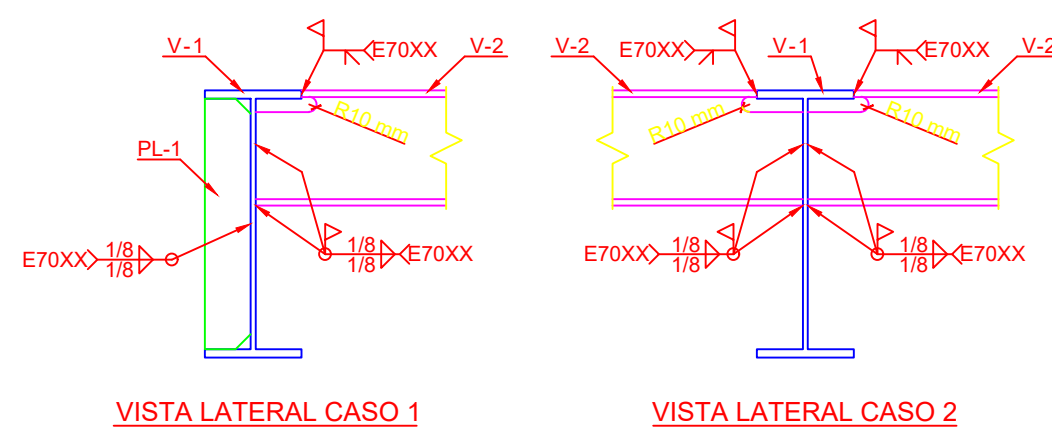 V-1
E70XX
V-2
R10 mm
PL-1
E70XX
1/8
1/8
1/8
1/8
E70XX
VISTA LATERAL CASO 1
V-2
E70XX
V-1
E70XX
V-2
R10 mm
R10 mm
E70XX
1/8
1/8
1/8
1/8
E70XX
VISTA LATERAL CASO 2